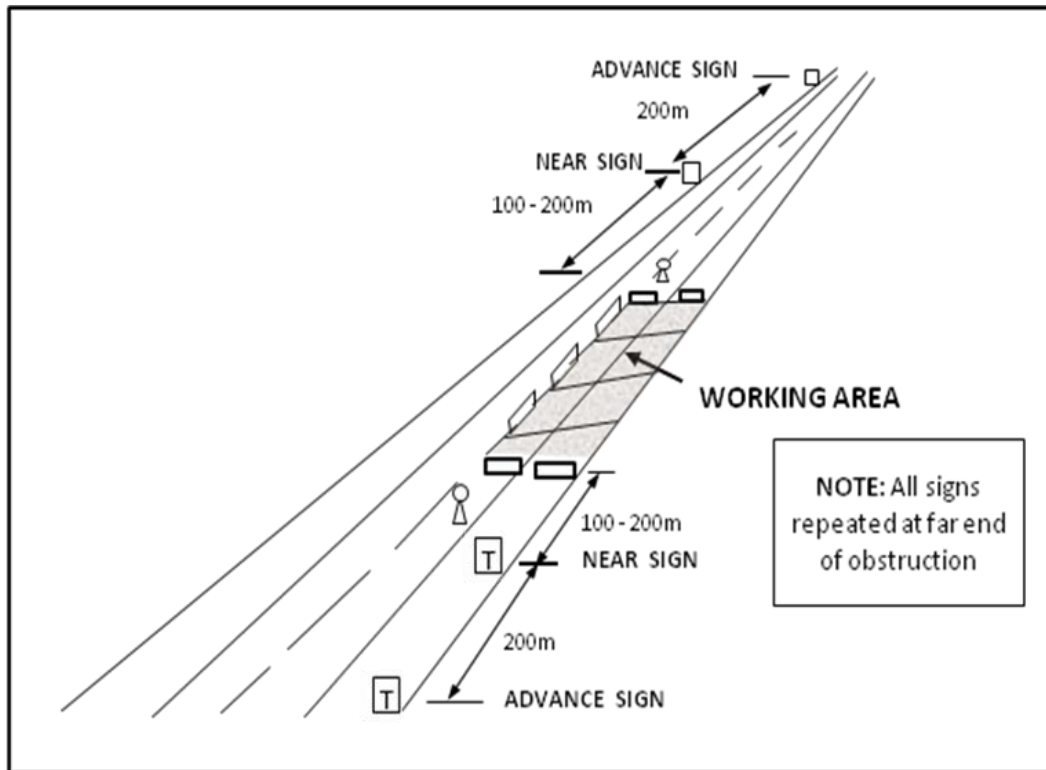 ADVANCE SIGN
200m
NEAR SIGN
100 - 200m
WORKING AREA
NOTE: All signs
repeated at far end
of obstruction
100 - 200m
T
NEAR SIGN
200m
T
ADVANCE SIGN